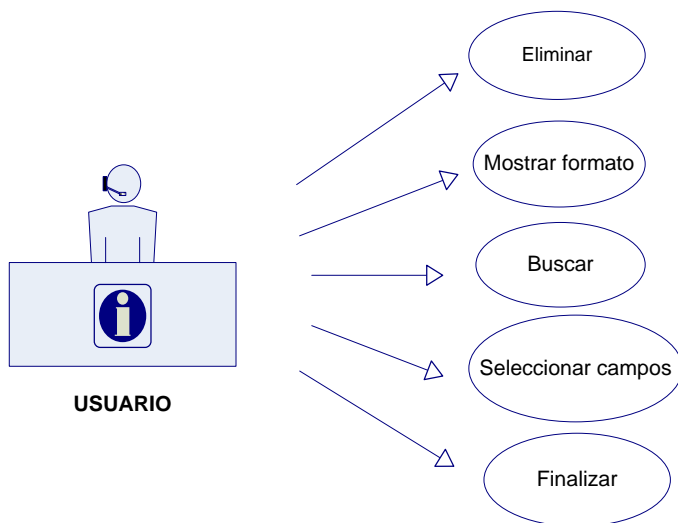 Eliminar
Mostrar formato
Buscar
Seleccionar campos
USUARIO
Finalizar